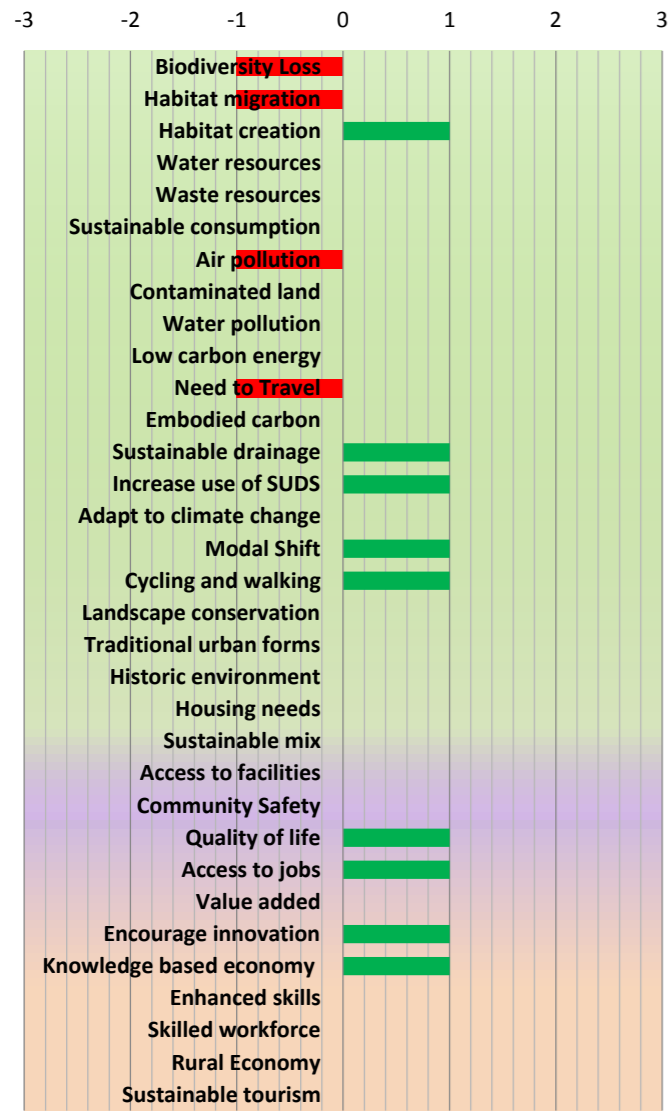 -3 -2 -1 0 1 2 3
Biodiversity Loss
Habitat migration
Habitat creation
Water resources
Waste resources
Sustainable consumption
Air pollution
Contaminated land
Water pollution
Low carbon energy
Need to Travel
Embodied carbon
Sustainable drainage
Increase use of SUDS
Adapt to climate change
Modal Shift
Cycling and walking
Landscape conservation
Traditional urban forms
Historic environment
Housing needs
Sustainable mix
Access to facilities
Community Safety
Quality of life
Access to jobs
Value added
Encourage innovation
Knowledge based economy
Enhanced skills
Skilled workforce
Rural Economy
Sustainable tourism